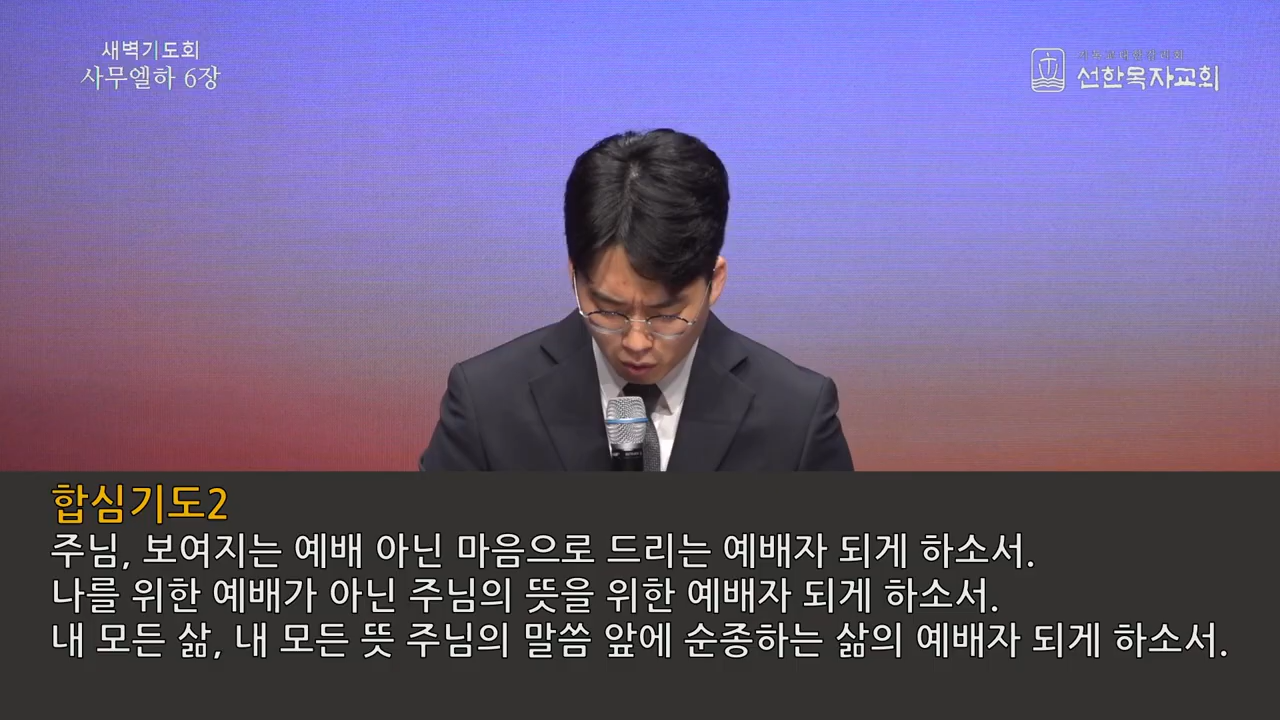 새벽기도회
사무엘하 6장
선한목자교회
합심기도2
주님, 보여지는 예배 아닌 마음으로 드리는 예배자 되게 하소서.
나를 위한 예배가 아닌 주님의 뜻을 위한 예배자 되게 하소서.
내 모든 삶, 내 모든 뜻 주님의 말씀 앞에 순종하는 삶의 예배자 되게 하소서.